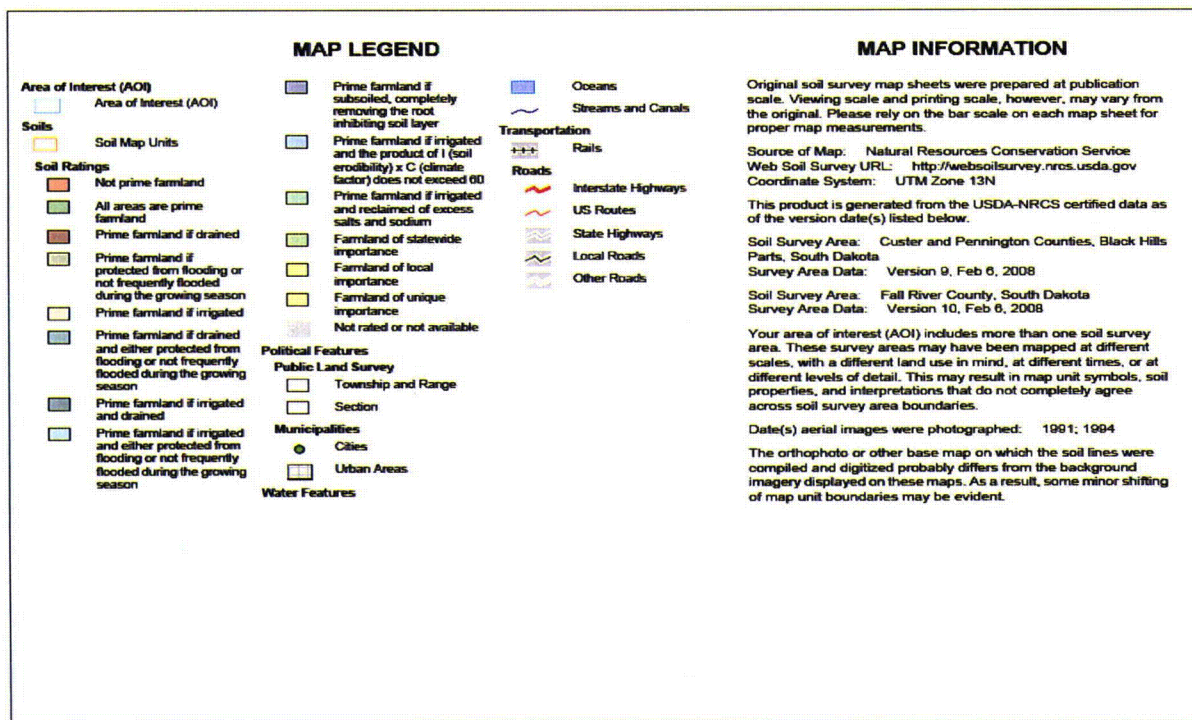 MAP LEGEND
Area of Interest (AOI)
Area of Interest (AOI)
Soils
Soil Map Units
Soil Ratings
Not prime farmland
All areas are prime
farmland
Prime farmland if drained
Prime farmland if
protected from flooding or
not frequently flooded
during the growing season
Prime farmland if irrigated
Prime farmland if drained
and either protected from
flooding or not frequently
flooded during the growing
season
Prime farmland if irrigated
and drained
Prime farmland if irrigated
and either protected from
flooding or not frequently
flooded during the growing
season
Prime farmland if
subsoiled, completely
removing the root
inhibiting soil layer
Prime farmland if irrigated
and the product of I (soil
erodibility) x C (climate
factor) does not exceed 60
Prime farmland if irrigated
and reclaimed of excess
salts and sodium
Farmland of statewide
importance
Farmland of local
importance
Farmland of unique
importance
Not rated or not available
Political Features
Public Land Survey
Township and Range
Section
Municipalities
Cities
Urban Areas
Water Features
Oceans
Streams and Canals
Transportation
Rails
Roads
Interstate Highways
US Routes
State Highways
Local Roads
Other Roads
MAP INFORMATION
Original soil survey map sheets were prepared at publication
scale. Viewing scale and printing scale, however, may vary from
the original. Please rely on the bar scale on each map sheet for
proper map measurements.
Source of Map: Natural Resources Conservation Service
Web Soil Survey URL: http://websoilsurvey.nrcs.usda.gov
Coordinate System: UTM Zone 13N
This product is generated from the USDA-NRCS certified data as
of the version date(s) listed below.
Soil Survey Area: Custer and Pennington Counties, Black Hills
Parts, South Dakota
Survey Area Data: Version 9, Feb 6, 2008
Soil Survey Area: Fall River County, South Dakota
Survey Area Data: Version 10, Feb 6, 2008
Your area of interest (AOI) includes more than one soil survey
area. These survey areas may have been mapped at different
scales, with a different land use in mind, at different times, or at
different levels of detail. This may result in map unit symbols, soil
properties, and interpretations that do not completely agree
across soil survey area boundaries.
Date(s) aerial images were photographed: 1991; 1994
The orthophoto or other base map on which the soil lines were
compiled and digitized probably differs from the background
imagery displayed on these maps. As a result, some minor shifting
of map unit boundaries may be evident.